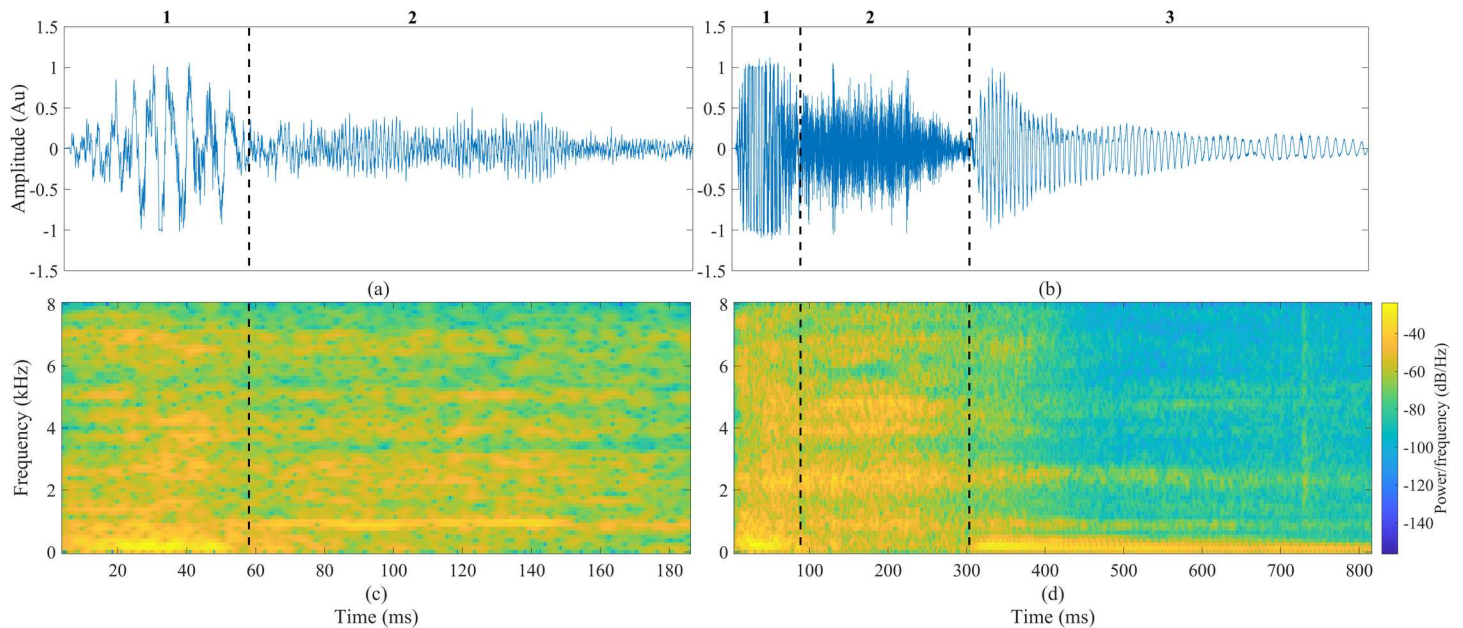 1 2 1 2 3
1.5 1.5
1 1
0.5 0.5
Amplitude (Au) 0 0
-0.5 -0.5
-1 -1
-1.5 -1.5
(a) (b)
8 8
6 6
4 4
2 2
0 0
Frequency (kHz)
-40
-60
-80
-100
-120
-140
Power/frequency (dB/Hz)
20 40 60 80 100 120 140 160 180 100 200 300 400 500 600 700 800
(c) (d)
Time (ms) Time (ms)